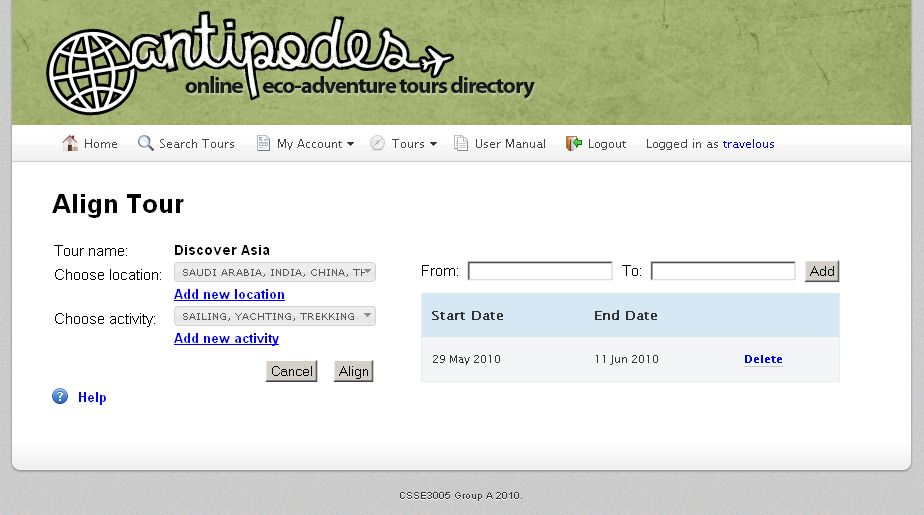 antipodes
online eco-adventure tours directory
Home Search Tours My Account Tours User Manual Logout Logged in as travelous
Align Tour
Tour name: Discover Asia
Choose location: SAUDI ARABIA, INDIA, CHINA, TH
Add new location
Choose activity: SAILING, YACHTING, TREKKING
Add new activity
Cancel Align
Help
From: To: Add
Start Date End Date
29 May 2010 11 Jun 2010 Delete
CSSE3005 Group A 2010.